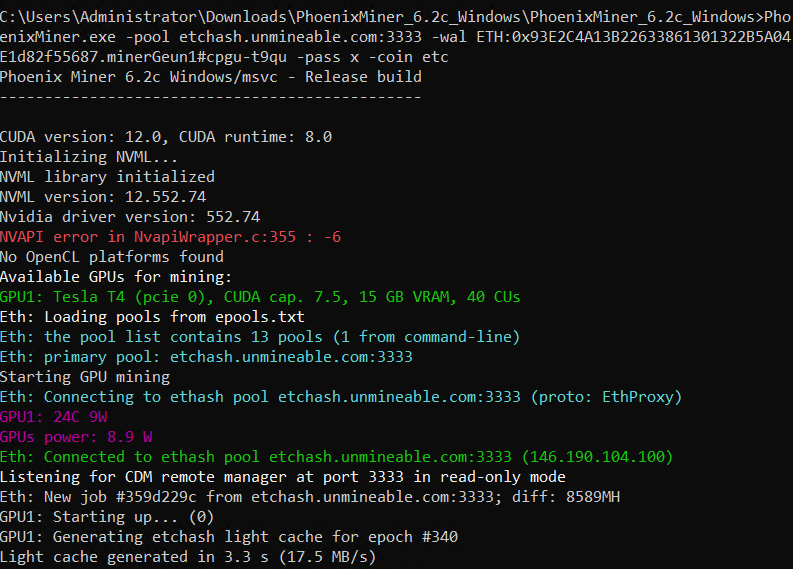 C:\Users\Administrator\Downloads\PhoenixMiner_6.2c_Windows\PhoenixMiner_6.2c_Windows>Pho
enixMiner.exe -pool etchash.unmineable.com:3333 -wal ETH:0x93E2C4A13B22633861301322B5A04
E1d82f55687.minerGeun1#cpgu-t9qu -pass x -coin etc
Phoenix Miner 6.2c Windows/msvc - Release build
-----------------------------------------------
CUDA version: 12.0, CUDA runtime: 8.0
Initializing NVML...
NVML library initialized
NVML version: 12.552.74
Nvidia driver version: 552.74
NVAPI error in NvapiWrapper.c:355 : -6
No OpenCL platforms found
Available GPUs for mining:
GPU1: Tesla T4 (pcie 0), CUDA cap. 7.5, 15 GB VRAM, 40 CUs
Eth: Loading pools from epools.txt
Eth: the pool list contains 13 pools (1 from command-line)
Eth: primary pool: etchash.unmineable.com:3333
Starting GPU mining
Eth: Connecting to ethash pool etchash.unmineable.com:3333 (proto: EthProxy)
GPU1: 24C 9W
GPUs power: 8.9 W
Eth: Connected to ethash pool etchash.unmineable.com:3333 (146.190.104.100)
Listening for CDM remote manager at port 3333 in read-only mode
Eth: New job #359d229c from etchash.unmineable.com:3333; diff: 8589MH
GPU1: Starting up... (0)
GPU1: Generating etchash light cache for epoch #340
Light cache generated in 3.3 s (17.5 MB/s)